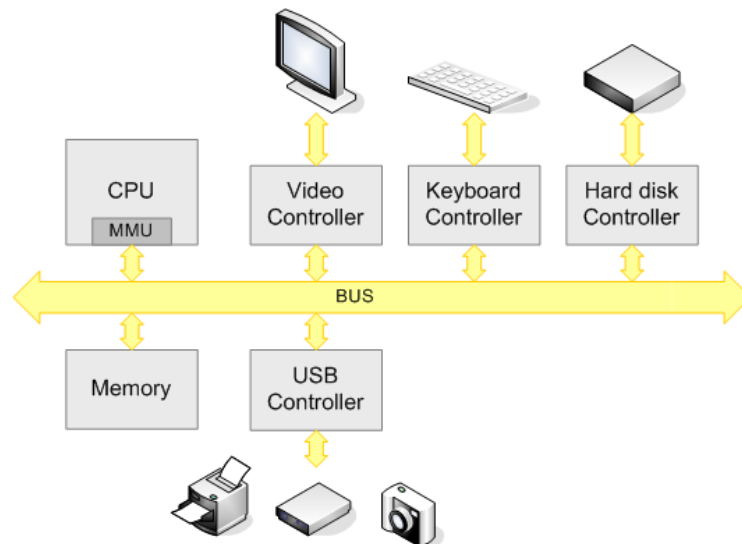 CPU
MMU
Video
Controller
Keyboard
Controller
Hard disk
Controller
BUS
Memory
USB
Controller